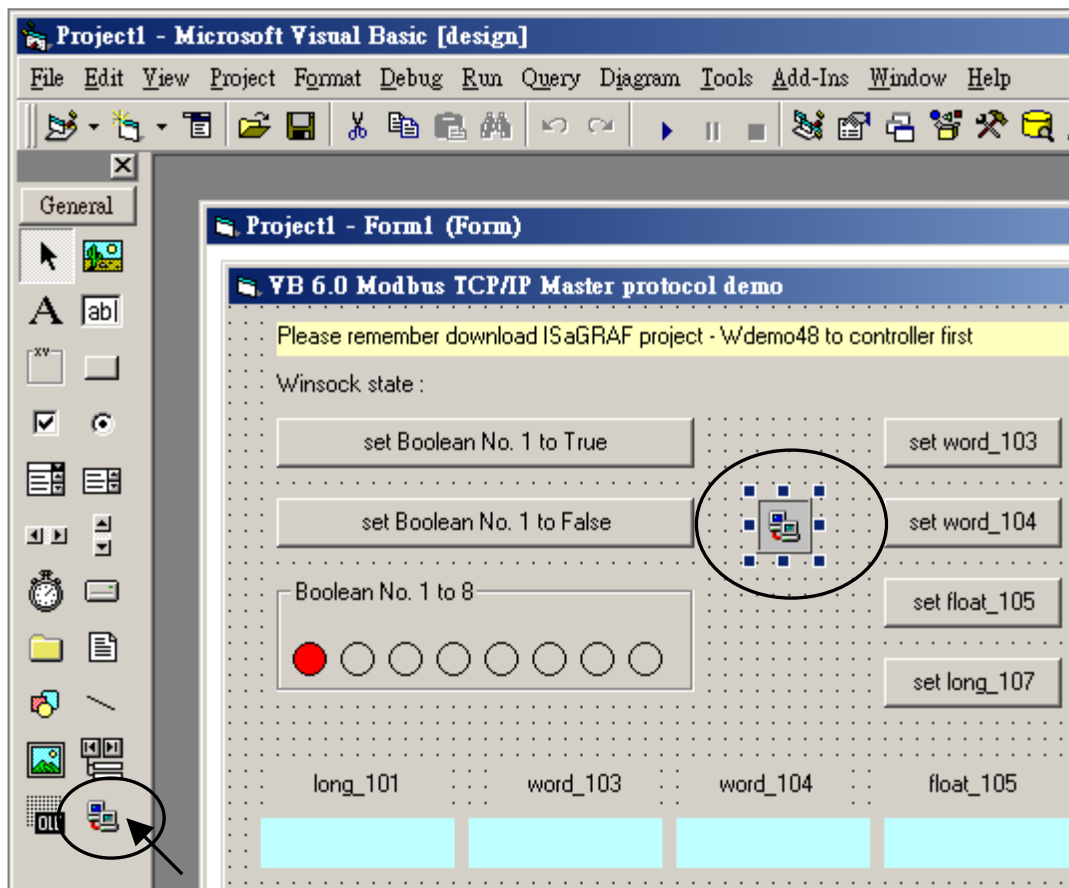 Project1 - Microsoft Visual Basic [design]
File Edit View Project Format Debug Run Query Diagram Tools Add-Ins Window Help
General
Project1 - Form1 (Form)
A ab|
VB 6.0 Modbus TCP/IP Master protocol demo
XY
Please remember download ISaGRAF project - Wdemo48 to controller first
Winsock state :
set Boolean No. 1 to True
set word_103
set Boolean No. 1 to False
set word_104
Boolean No. 1 to 8
set float_105
set long_107
long_101 word_103 word_104 float_105